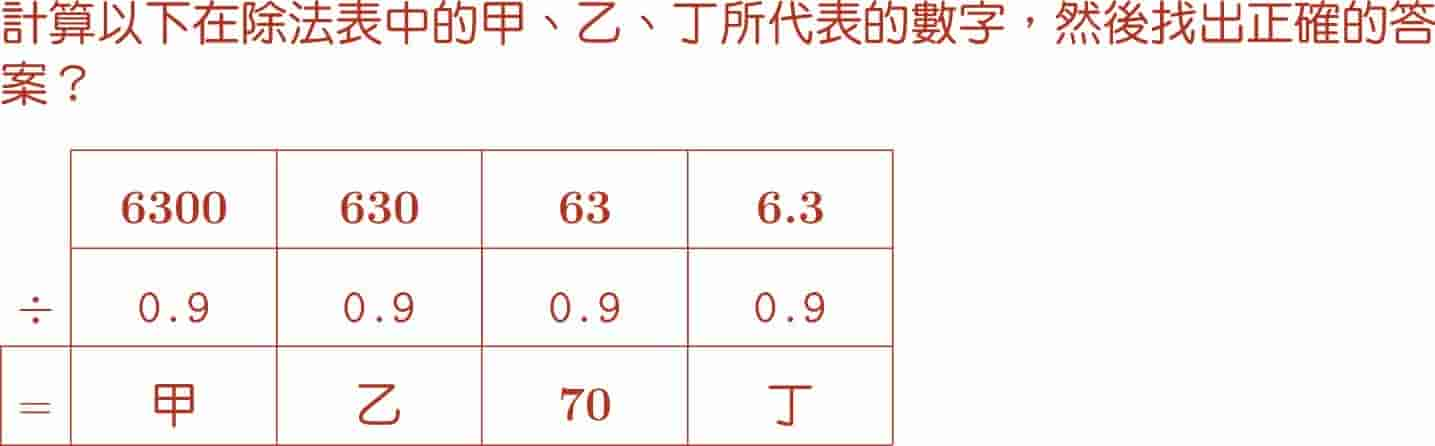 計算以下在除法表中的甲、乙、丁所代表的數字，然後找出正確的答
案？
6300 630 63 6.3
÷ 0.9 0.9 0.9 0.9
= 甲 乙 70 丁